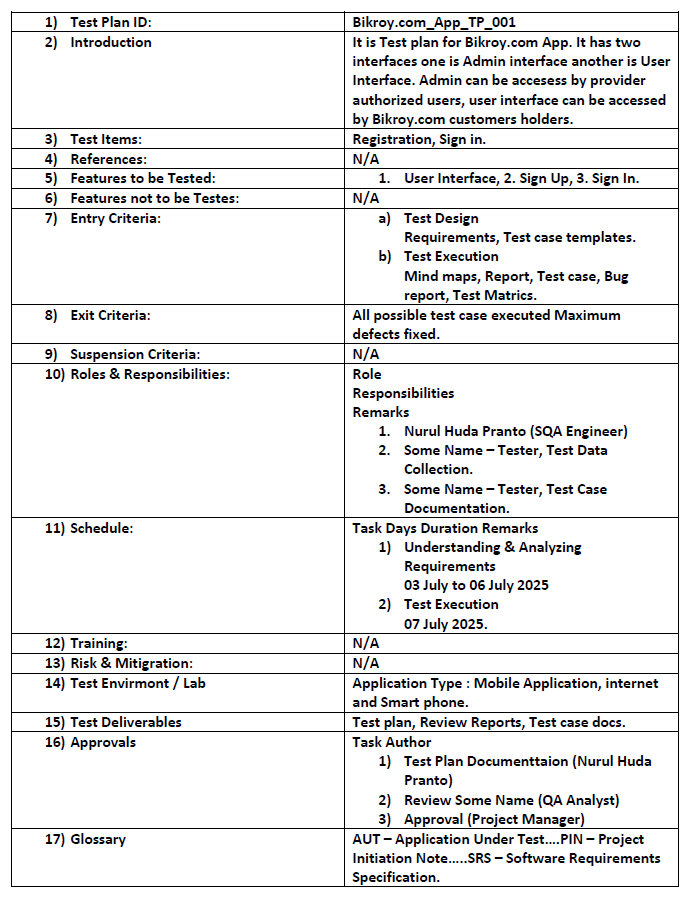 1) Test Plan ID:
Bikroy.com_App_TP_001
2) Introduction
It is Test plan for Bikroy.com App. It has two
interfaces one is Admin interface another is User
Interface. Admin can be accesess by provider
authorized users, user interface can be accessed
by Bikroy.com customers holders.
3) Test Items:
Registration, Sign in.
4) References:
N/A
5) Features to be Tested:
1. User Interface, 2. Sign Up, 3. Sign In.
6) Features not to be Testes:
N/A
7) Entry Criteria:
a) Test Design
Requirements, Test case templates.
b) Test Execution
Mind maps, Report, Test case, Bug
report, Test Matrics.
8) Exit Criteria:
All possible test case executed Maximum
defects fixed.
9) Suspension Criteria:
N/A
10) Roles & Responsibilities:
Role
Responsibilities
Remarks
1. Nurul Huda Pranto (SQA Engineer)
2. Some Name – Tester, Test Data
Collection.
3. Some Name – Tester, Test Case
Documentation.
11) Schedule:
Task Days Duration Remarks
1) Understanding & Analyzing
Requirements
03 July to 06 July 2025
2) Test Execution
07 July 2025.
12) Training:
N/A
13) Risk & Mitigration:
N/A
14) Test Envirment / Lab
Application Type : Mobile Application, internet
and Smart phone.
15) Test Deliverables
Test plan, Review Reports, Test case docs.
16) Approvals
Task Author
1) Test Plan Documenttaion (Nurul Huda
Pranto)
2) Review Some Name (QA Analyst)
3) Approval (Project Manager)
17) Glossary
AUT – Application Under Test....PIN – Project
Initiation Note.....SRS – Software Requirements
Specification.